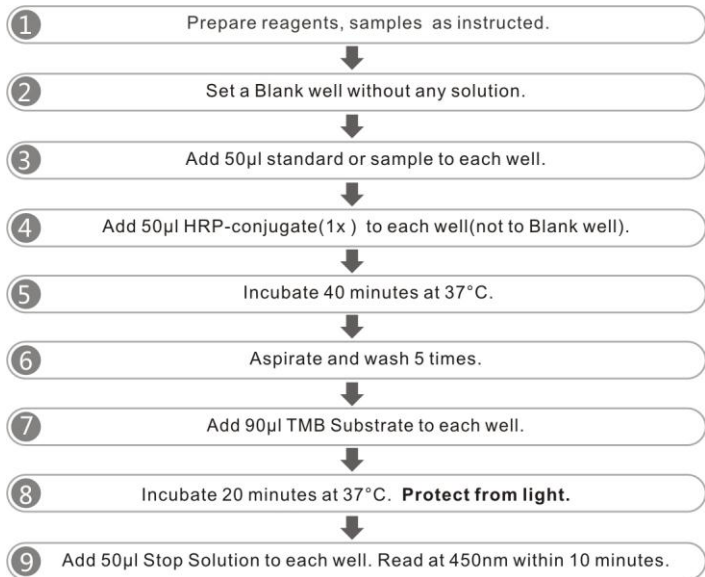 1 Prepare reagents, samples as instructed.
2 Set a Blank well without any solution.
3 Add 50μl standard or sample to each well.
4 Add 50μl HRP-conjugate(1x ) to each well(not to Blank well).
5 Incubate 40 minutes at 37°C.
6 Aspirate and wash 5 times.
7 Add 90μl TMB Substrate to each well.
8 Incubate 20 minutes at 37°C. Protect from light.
9 Add 50μl Stop Solution to each well. Read at 450nm within 10 minutes.